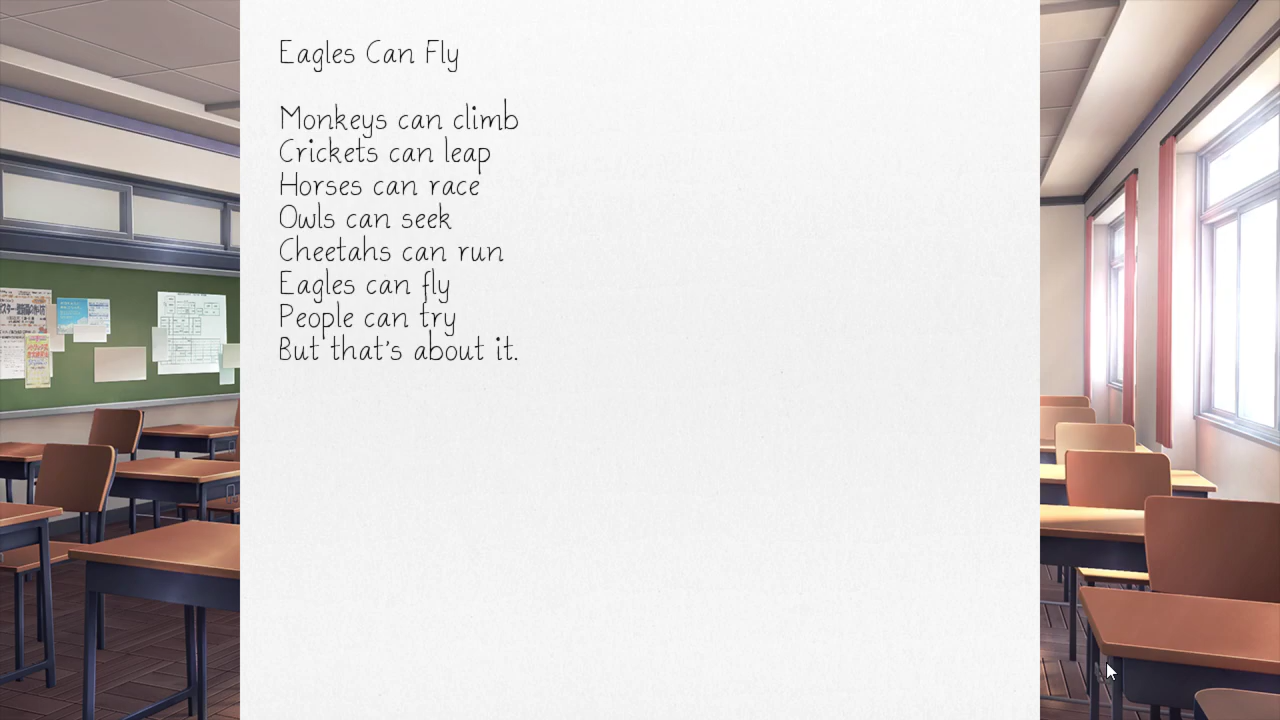 Eagles Can Fly
Monkeys can climb
Crickets can leap
Horses can race
Owls can seek
Cheetahs can run
Eagles can fly
People can try
But that's about it.